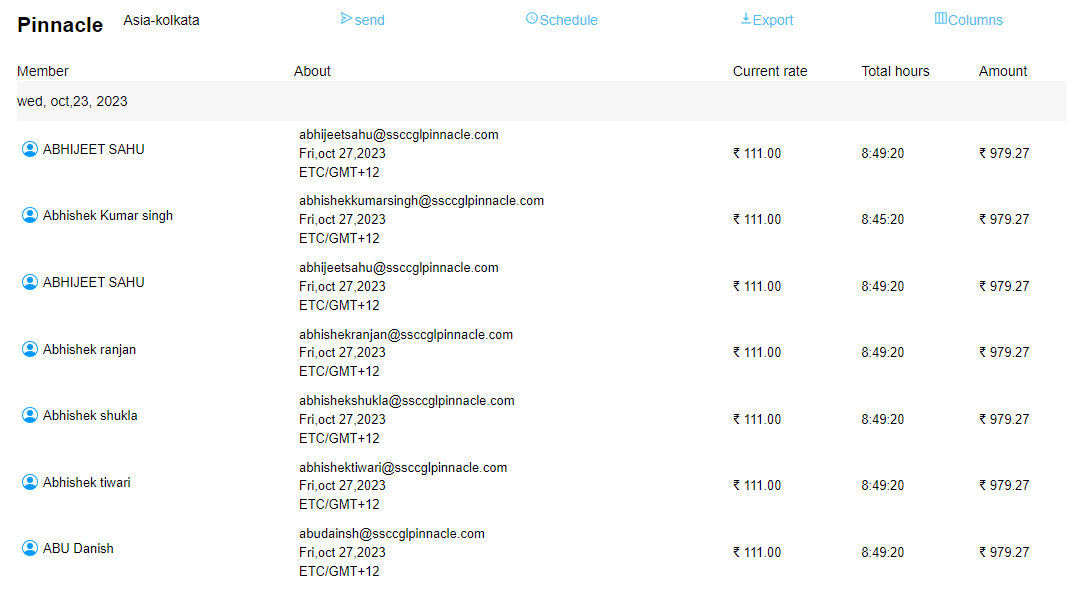 Pinnacle Asia-kolkata send Schedule Export Columns
Member About Current rate Total hours Amount
wed, oct,23, 2023
ABHIJEET SAHU abhijeetsahu@ssccglpinnacle.com
Fri,oct 27,2023 ₹ 111.00 8:49:20 ₹ 979.27
ETC/GMT+12
Abhishek Kumar singh abhishekkumarsingh@ssccglpinnacle.com
Fri,oct 27,2023 ₹ 111.00 8:45:20 ₹ 979.27
ETC/GMT+12
ABHIJEET SAHU abhijeetsahu@ssccglpinnacle.com
Fri,oct 27,2023 ₹ 111.00 8:49:20 ₹ 979.27
ETC/GMT+12
Abhishek ranjan abhishekranjan@ssccglpinnacle.com
Fri,oct 27,2023 ₹ 111.00 8:49:20 ₹ 979.27
ETC/GMT+12
Abhishek shukla abhishekshukla@ssccglpinnacle.com
Fri,oct 27,2023 ₹ 111.00 8:49:20 ₹ 979.27
ETC/GMT+12
Abhishek tiwari abhishektiwari@ssccglpinnacle.com
Fri,oct 27,2023 ₹ 111.00 8:49:20 ₹ 979.27
ETC/GMT+12
ABU Danish abudainsh@ssccglpinnacle.com
Fri,oct 27,2023 ₹ 111.00 8:49:20 ₹ 979.27
ETC/GMT+12